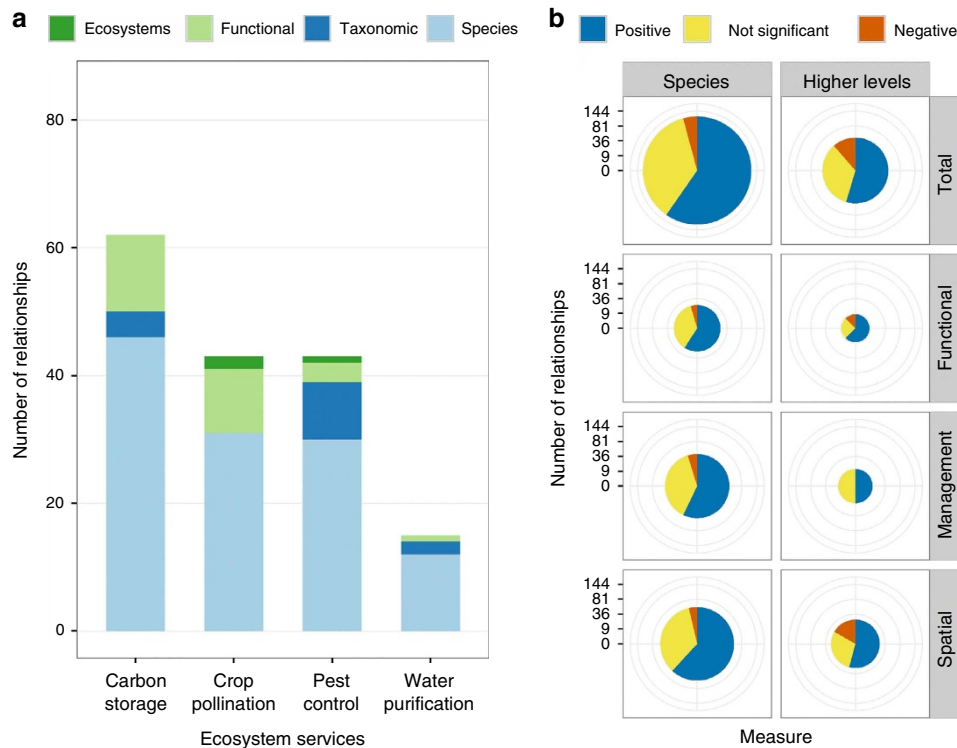 a
Ecosystems Functional Taxonomic Species
Number of relationships
80
60
40
20
0
Carbon storage
Crop pollination
Pest control
Water purification
Ecosystem services
b
Positive Not significant Negative
Species Higher levels
Number of relationships
144
81
36
9
0
Total
144
81
36
9
0
Functional
144
81
36
9
0
Management
144
81
36
9
0
Spatial
Measure